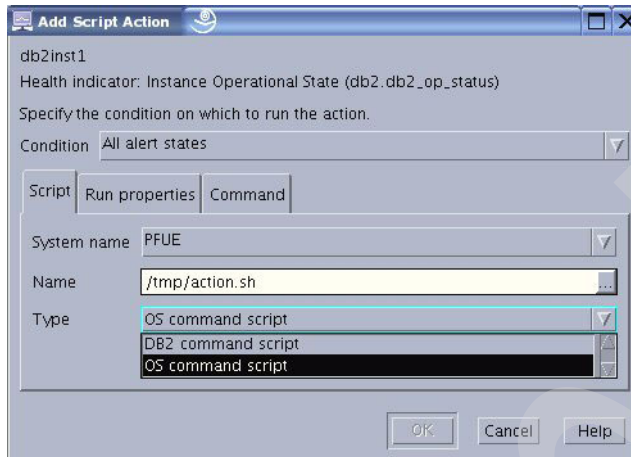 Add Script Action
db2inst1
Health indicator: Instance Operational State (db2.db2_op_status)
Specify the condition on which to run the action.
Condition All alert states
Script Run properties Command
System name PFUE
Name /tmp/action.sh ...
Type OS command script
DB2 command script
OS command script
OK Cancel Help